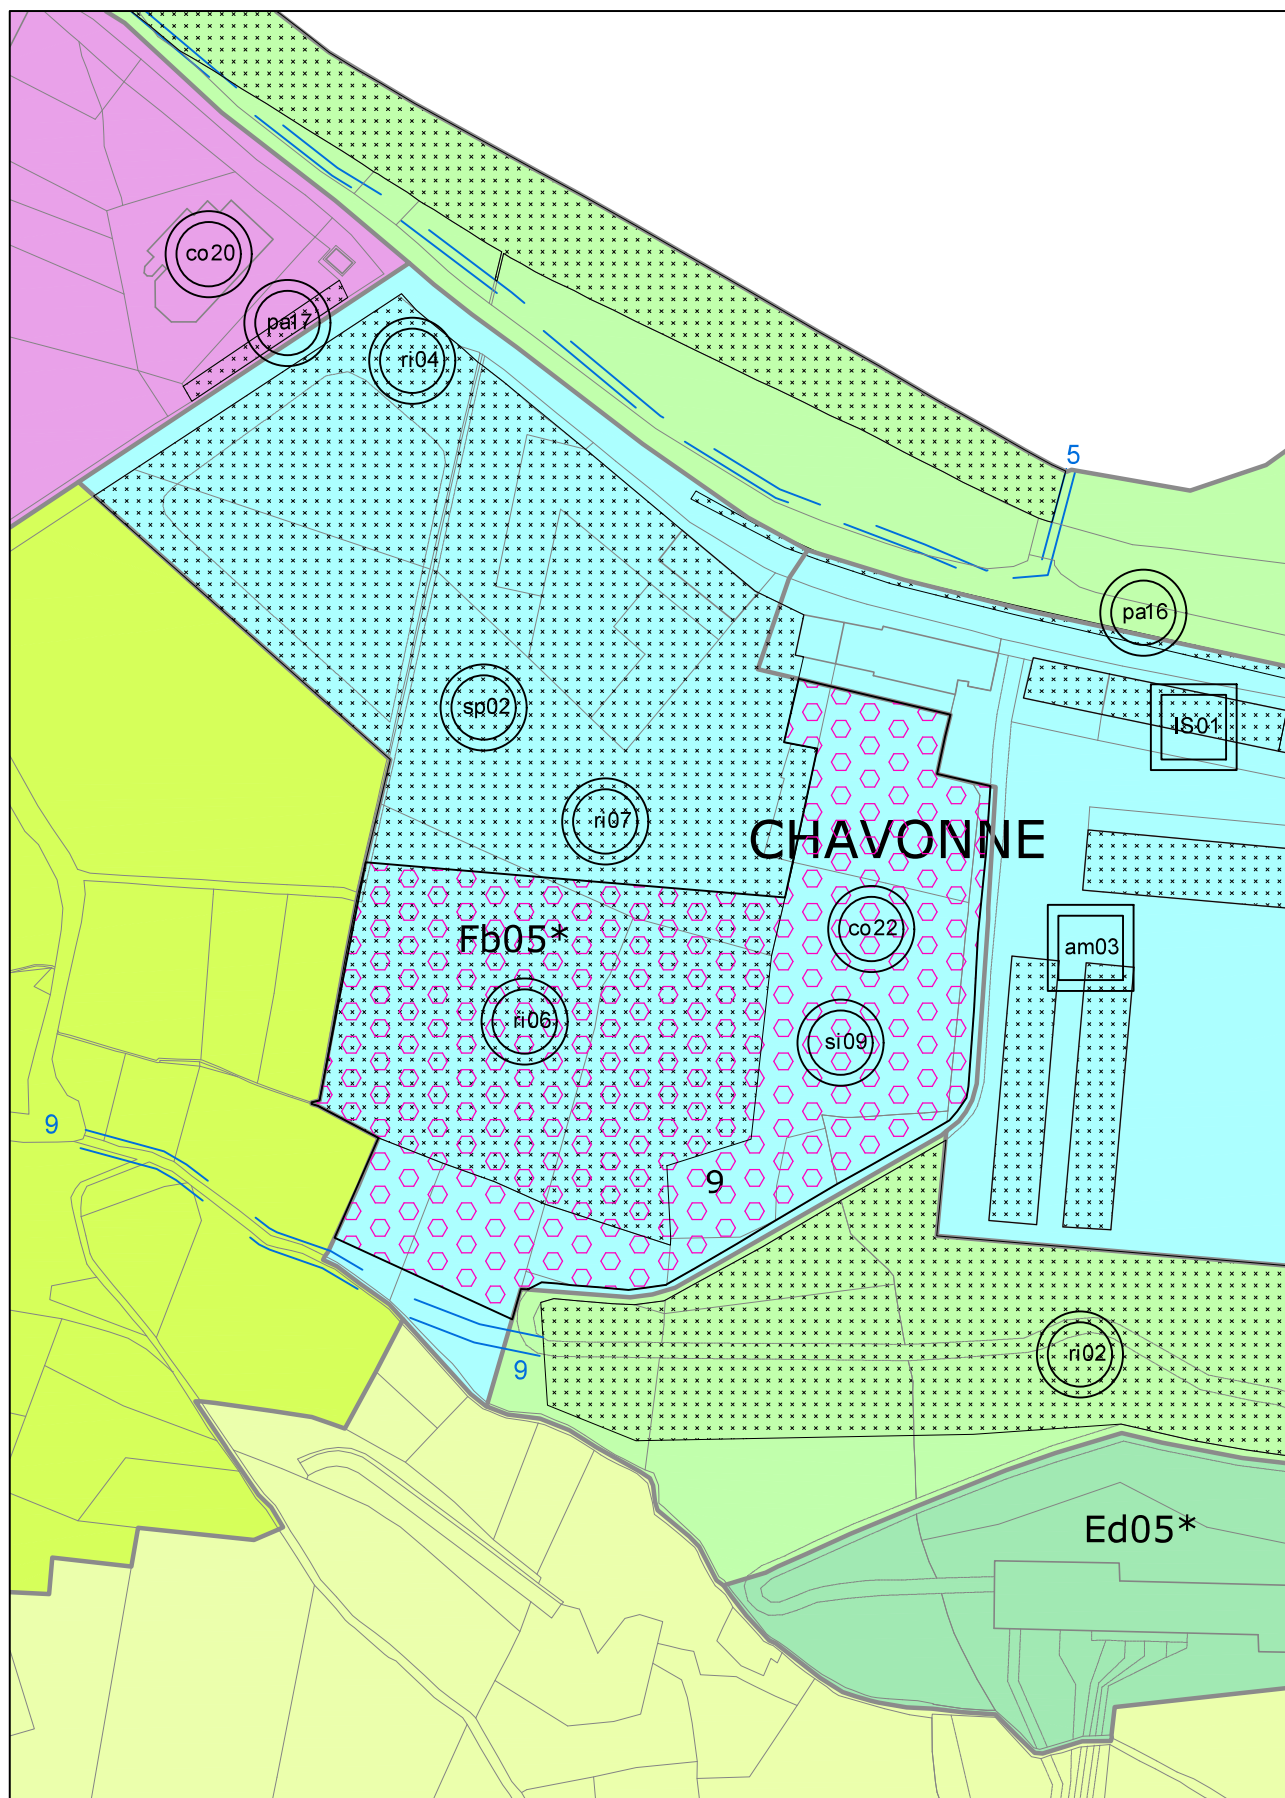 co20
pa17
ri04
5
pa16
sp02
IS01
ri07
CHAVONNE
co22
Fb05*
am03
ri06
si09
9
9
ri02
9
Ed05*